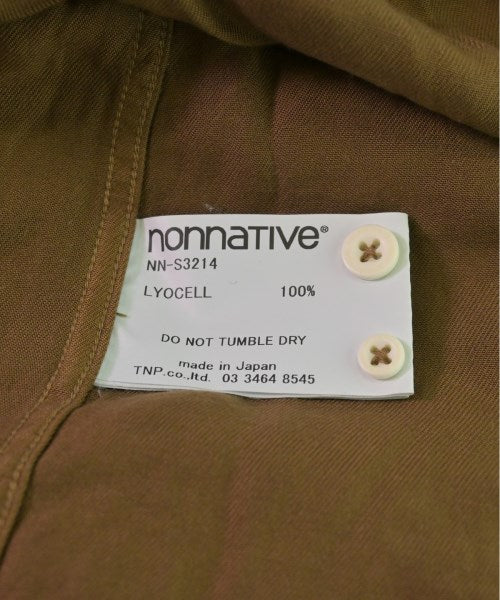 nonnative®
NN-S3214
LYOCELL 100%
DO NOT TUMBLE DRY
made in Japan
TNP.co.,ltd. 03 3464 8545